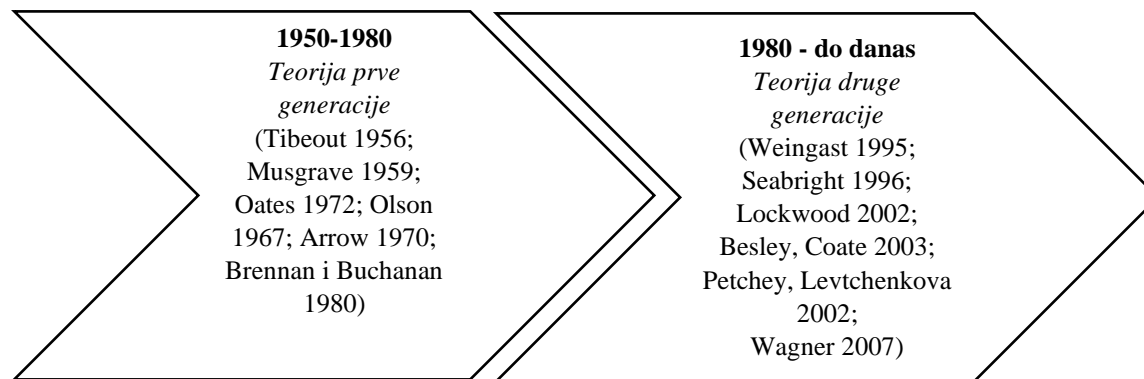 1950-1980
Teorija prve
generacije
(Tibeout 1956;
Musgrave 1959;
Oates 1972; Olson
1967; Arrow 1970;
Brennan i Buchanan
1980)
1980 - do danas
Teorija druge
generacije
(Weingast 1995;
Seabright 1996;
Lockwood 2002;
Besley, Coate 2003;
Petchey, Levtchenkova
2002;
Wagner 2007)